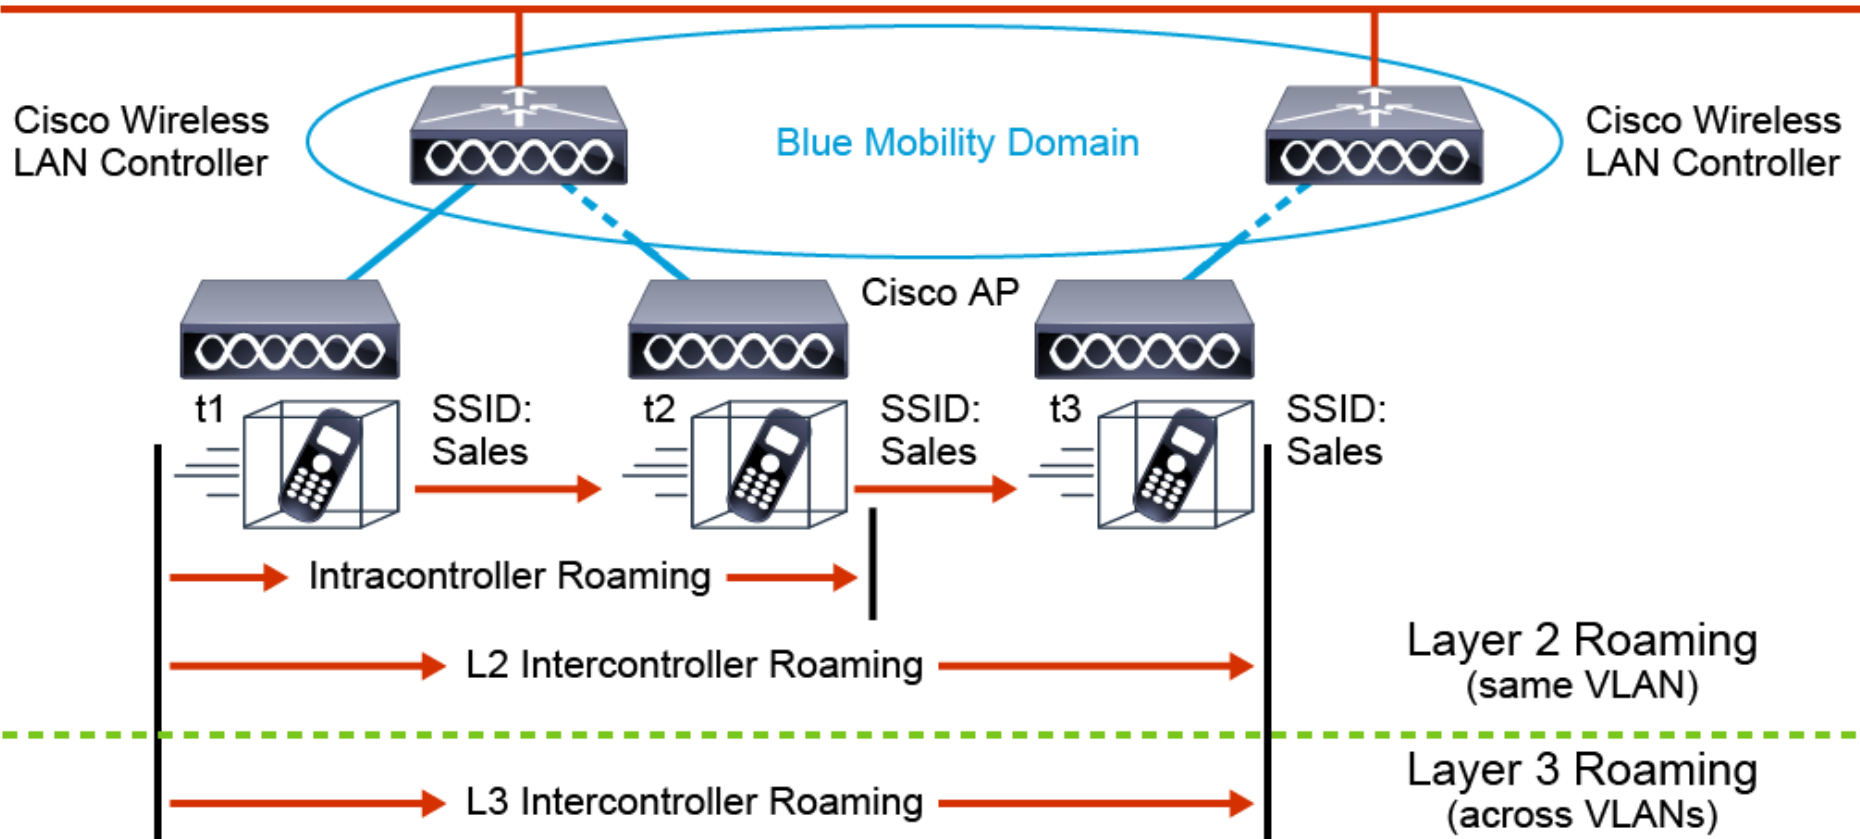 Cisco Wireless
LAN Controller
Blue Mobility Domain
Cisco Wireless
LAN Controller
Cisco AP
t1
SSID:
Sales
t2
SSID:
Sales
t3
SSID:
Sales
Intracontroller Roaming
L2 Intercontroller Roaming
Layer 2 Roaming
(same VLAN)
L3 Intercontroller Roaming
Layer 3 Roaming
(across VLANs)